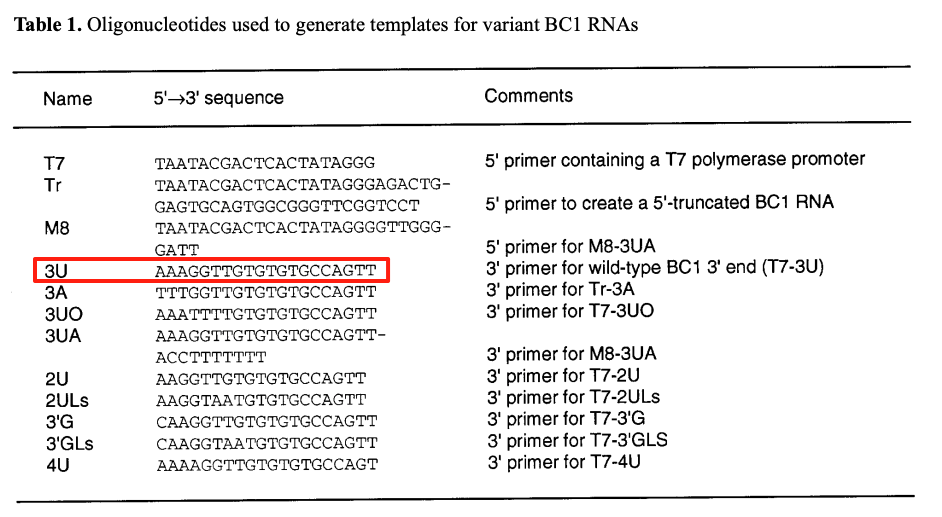 Table 1. Oligonucleotides used to generate templates for variant BC1 RNAs
Name 5'→3' sequence Comments
T7 TAATACGACTCACTATAGGG 5' primer containing a T7 polymerase promoter
Tr TAATACGACTCACTATAGGGAGACTG-
GAGTGCAGTGGCGGGTTCGGTCCT 5' primer to create a 5'-truncated BC1 RNA
M8 TAATACGACTCACTATAGGGGTTGGG-
GATT 5' primer for M8-3UA
3U AAAGGTTGTGTGTGCCAGTT 3' primer for wild-type BC1 3' end (T7-3U)
3A TTTGGTTGTGTGTGCCAGTT 3' primer for Tr-3A
3UO AAATTTTGTGTGTGCCAGTT 3' primer for T7-3UO
3UA AAAGGTTGTGTGTGCCAGTT-
ACCTTTTTTT 3' primer for M8-3UA
2U AAGGTTGTGTGTGCCAGTT 3' primer for T7-2U
2ULs AAGGTAATGTGTGCCAGTT 3' primer for T7-2ULs
3'G CAAGGTTGTGTGTGCCAGTT 3' primer for T7-3'G
3'GLs CAAGGTAATGTGTGCCAGTT 3' primer for T7-3'GLS
4U AAAAGGTTGTGTGTGCCAGT 3' primer for T7-4U